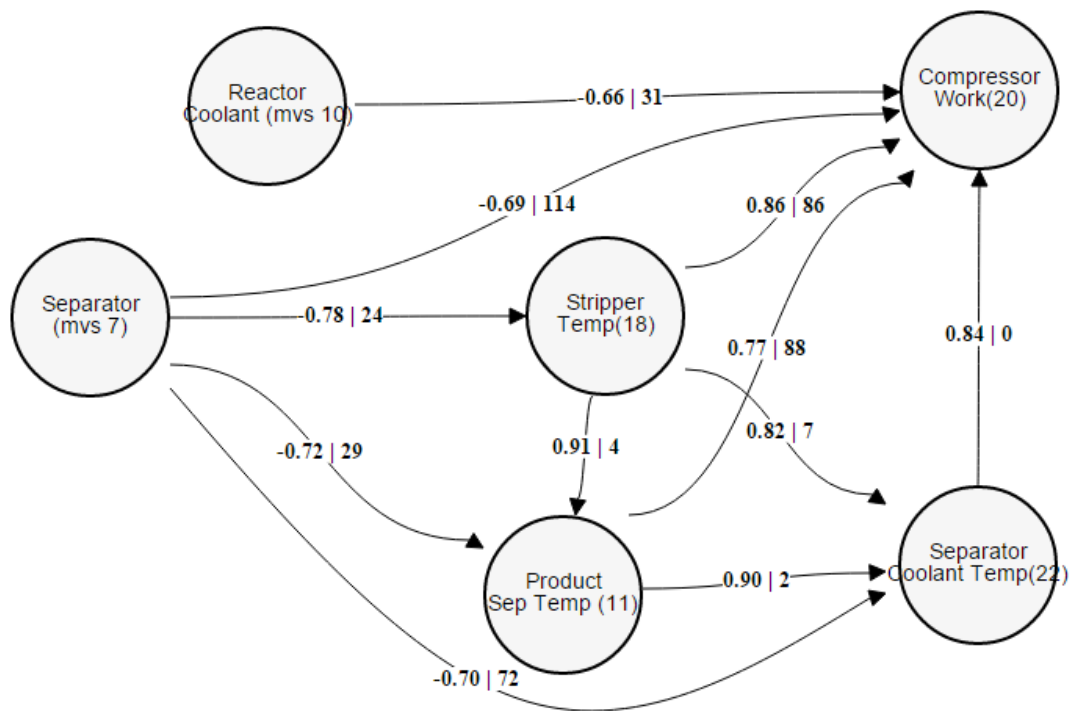 Reactor
Coolant (mvs 10)
Compressor
Work(20)
-0.66 | 31
-0.69 | 114
0.86 | 86
Separator
(mvs 7)
-0.78 | 24
Stripper
Temp(18)
0.77 | 88
0.84 | 0
-0.72 | 29
0.91 | 4
0.82 | 7
Product
Sep Temp (11)
0.90 | 2
Separator
Coolant Temp(22)
-0.70 | 72